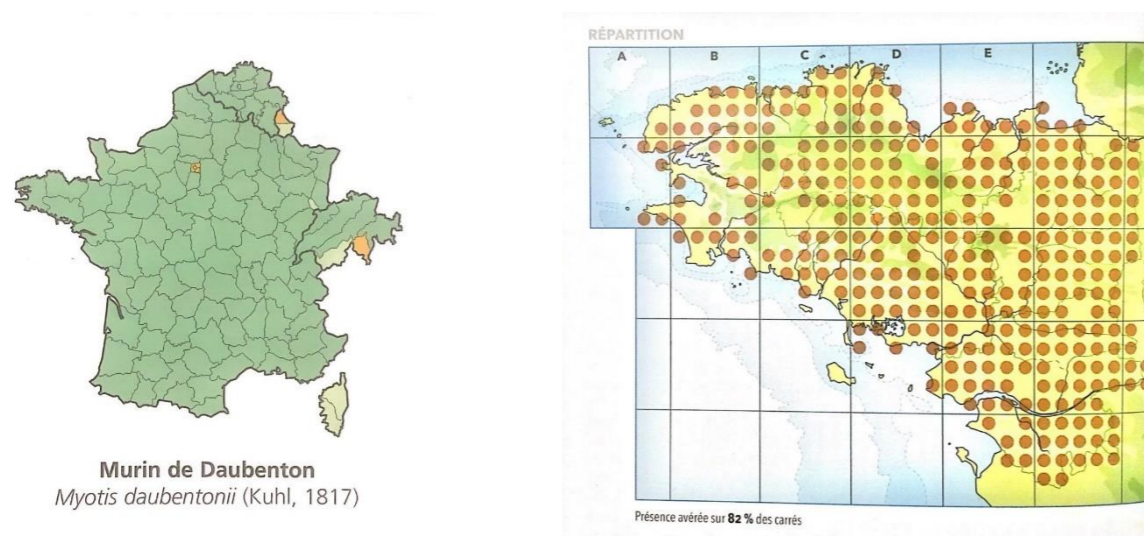 Murin de Daubenton
Myotis daubentonii (Kuhl, 1817)
RÉPARTITION
A B C D E F
Présence avérée sur 82 % des carrés